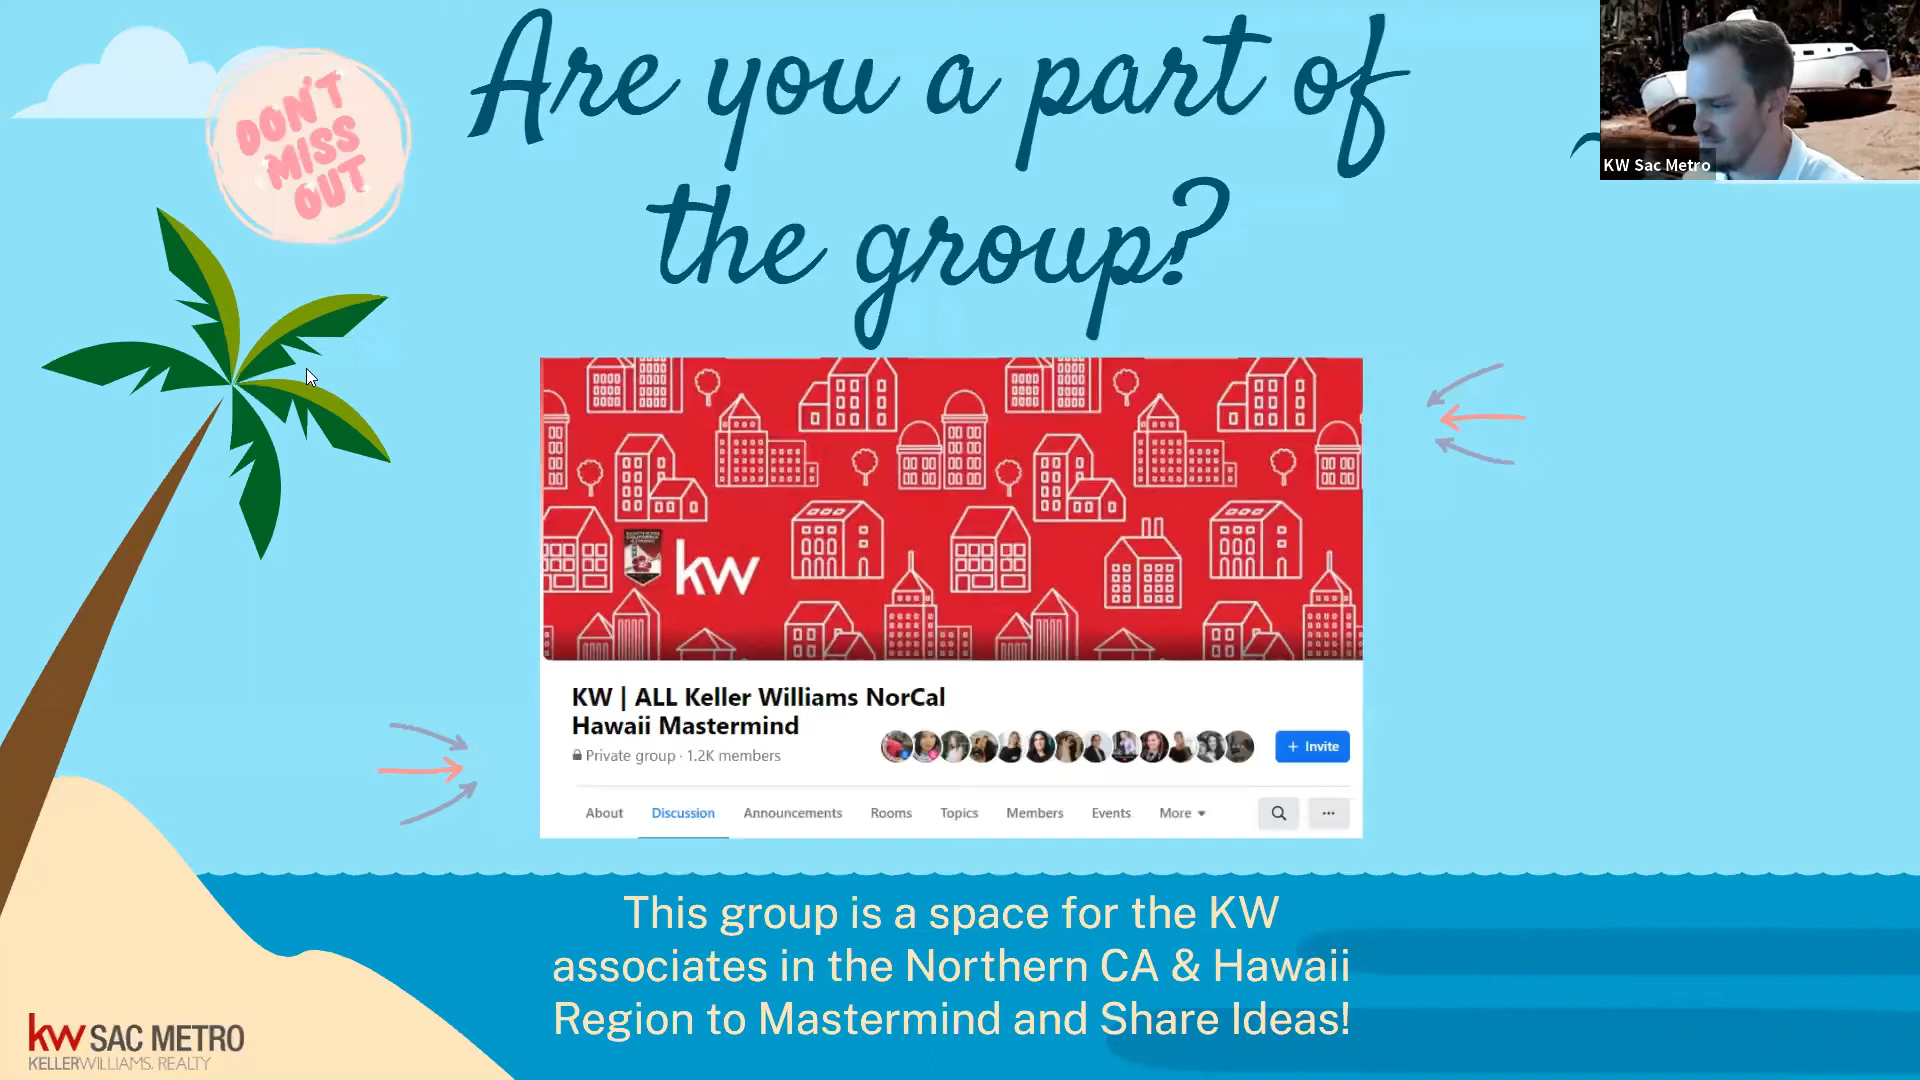 Are you a part of
the group?
DON'T
MISS
OUT
KW Sac Metro
kw
KW | ALL Keller Williams NorCal
Hawaii Mastermind
Private group · 1.2K members
+ Invite
About Discussion Announcements Rooms Topics Members Events More
This group is a space for the KW
associates in the Northern CA & Hawaii
Region to Mastermind and Share Ideas!
kw SAC METRO
KELLERWILLIAMS. REALTY